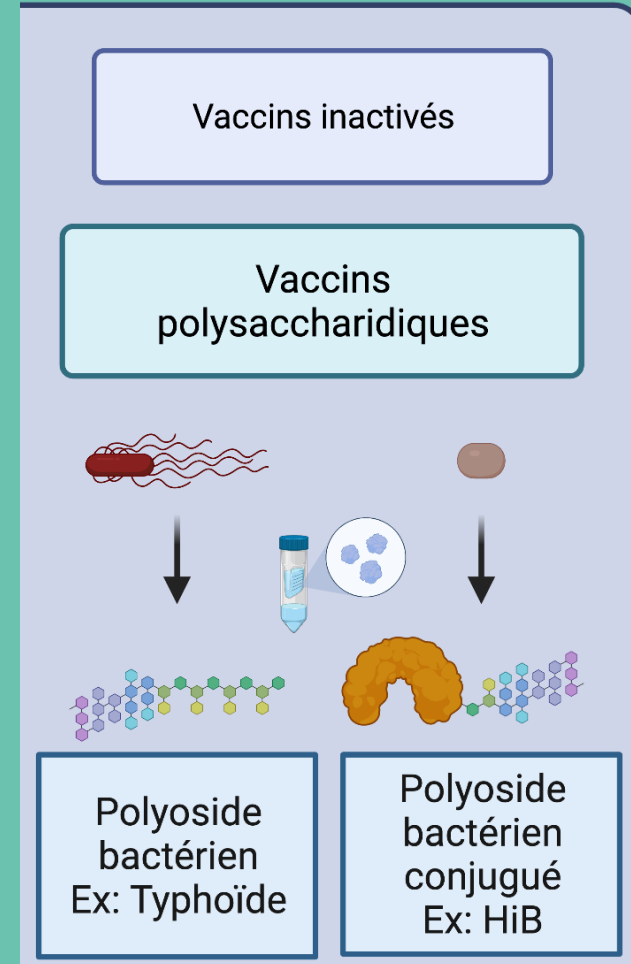 Vaccins inactivés
Vaccins
polysaccharidiques
Polyoside
bactérien
Ex: Typhoïde
Polyoside
bactérien
conjugué
Ex: HiB